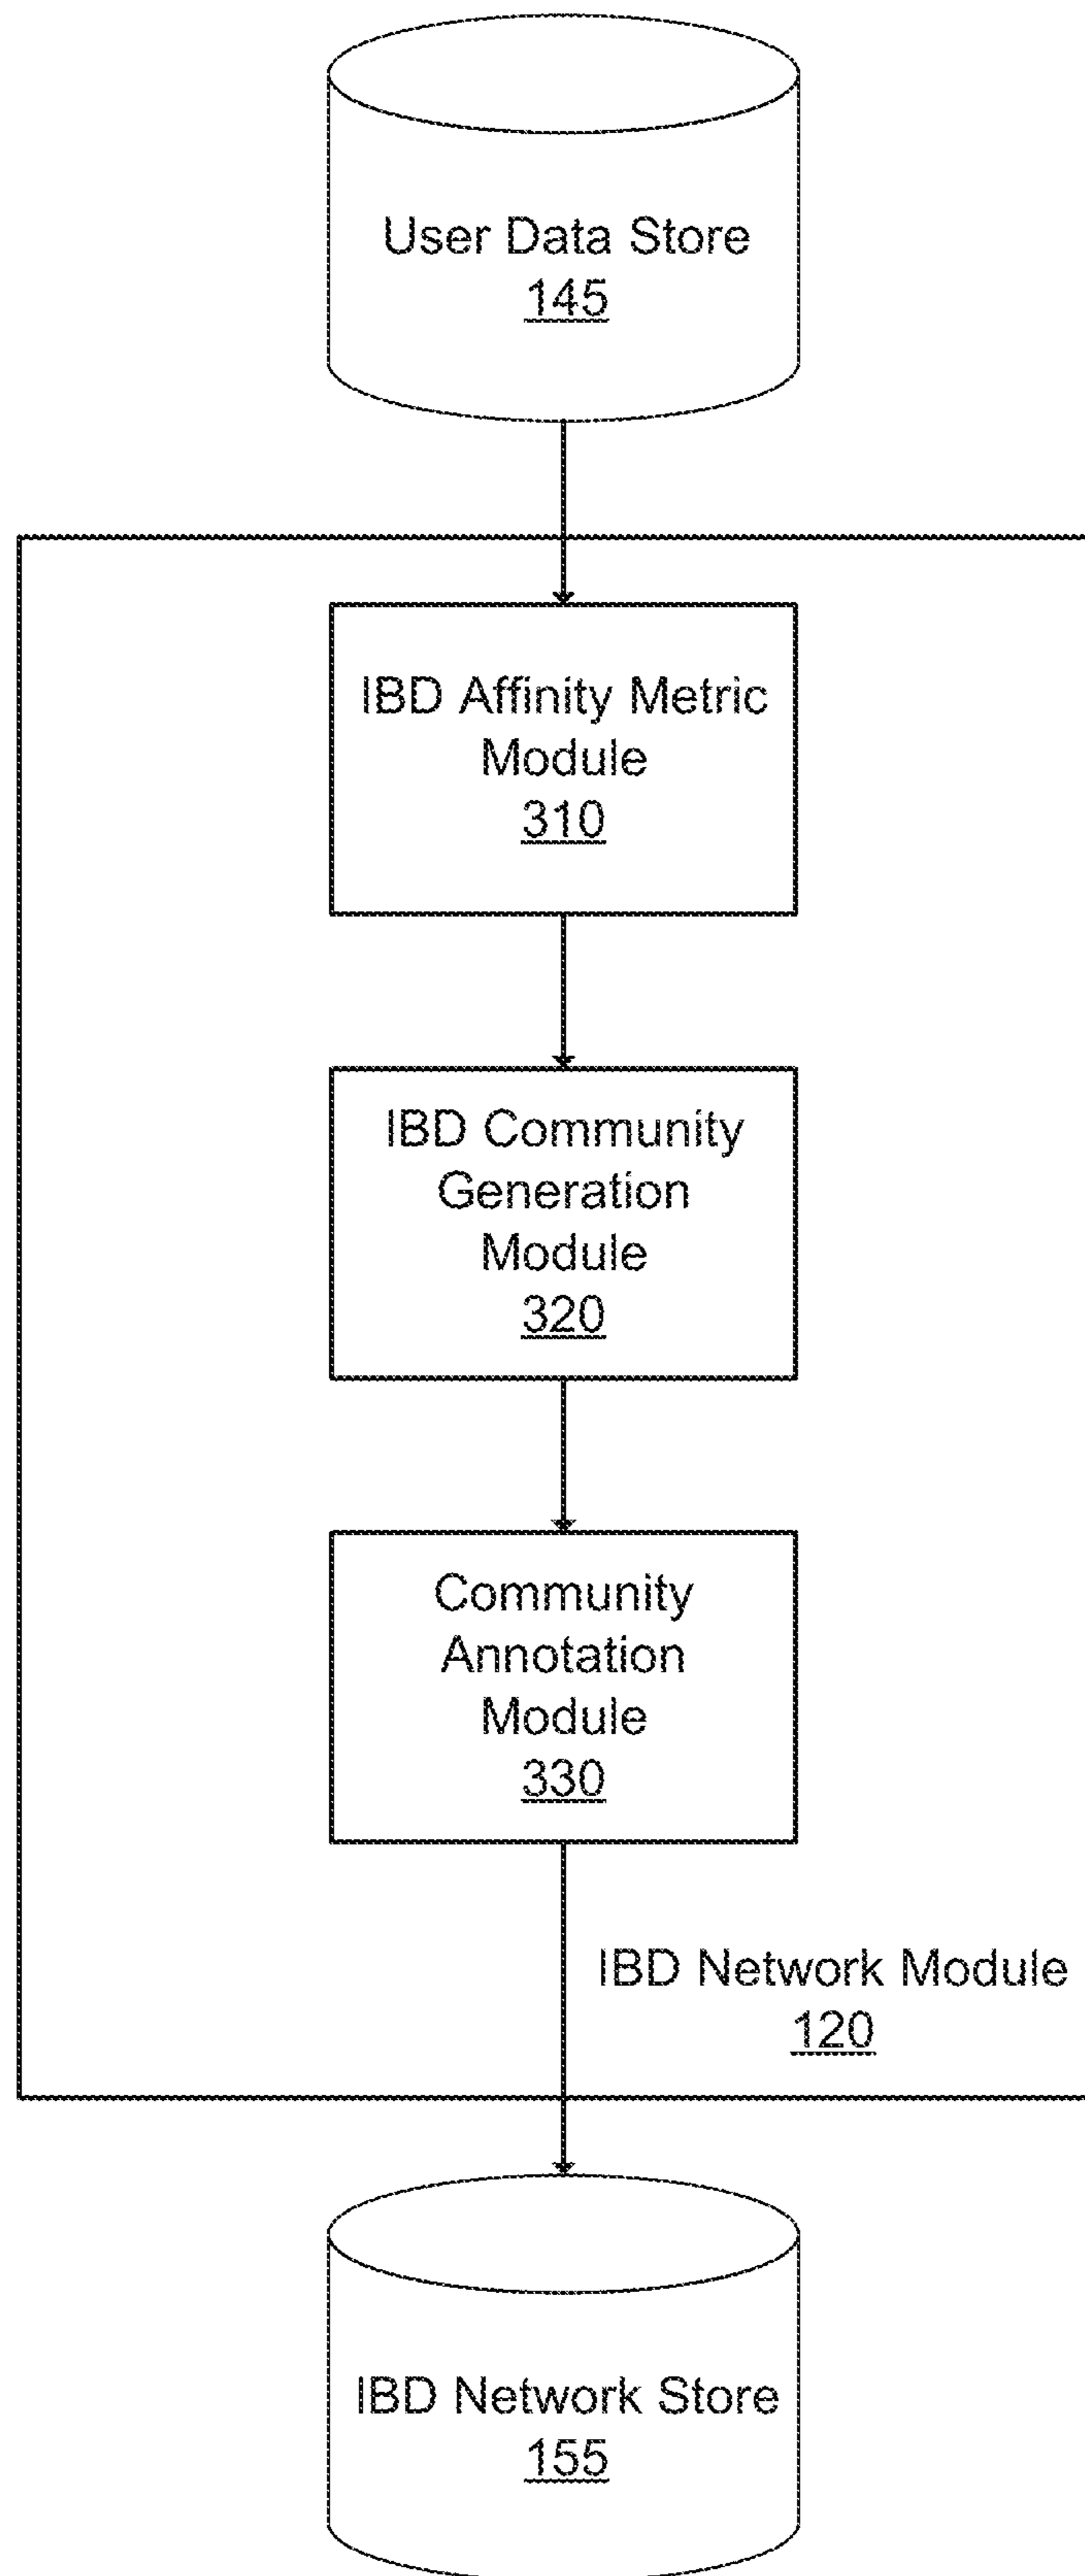 User Data Store
145
IBD Affinity Metric
Module
310
IBD Community
Generation
Module
320
Community
Annotation
Module
330
IBD Network Module
120
IBD Network Store
155